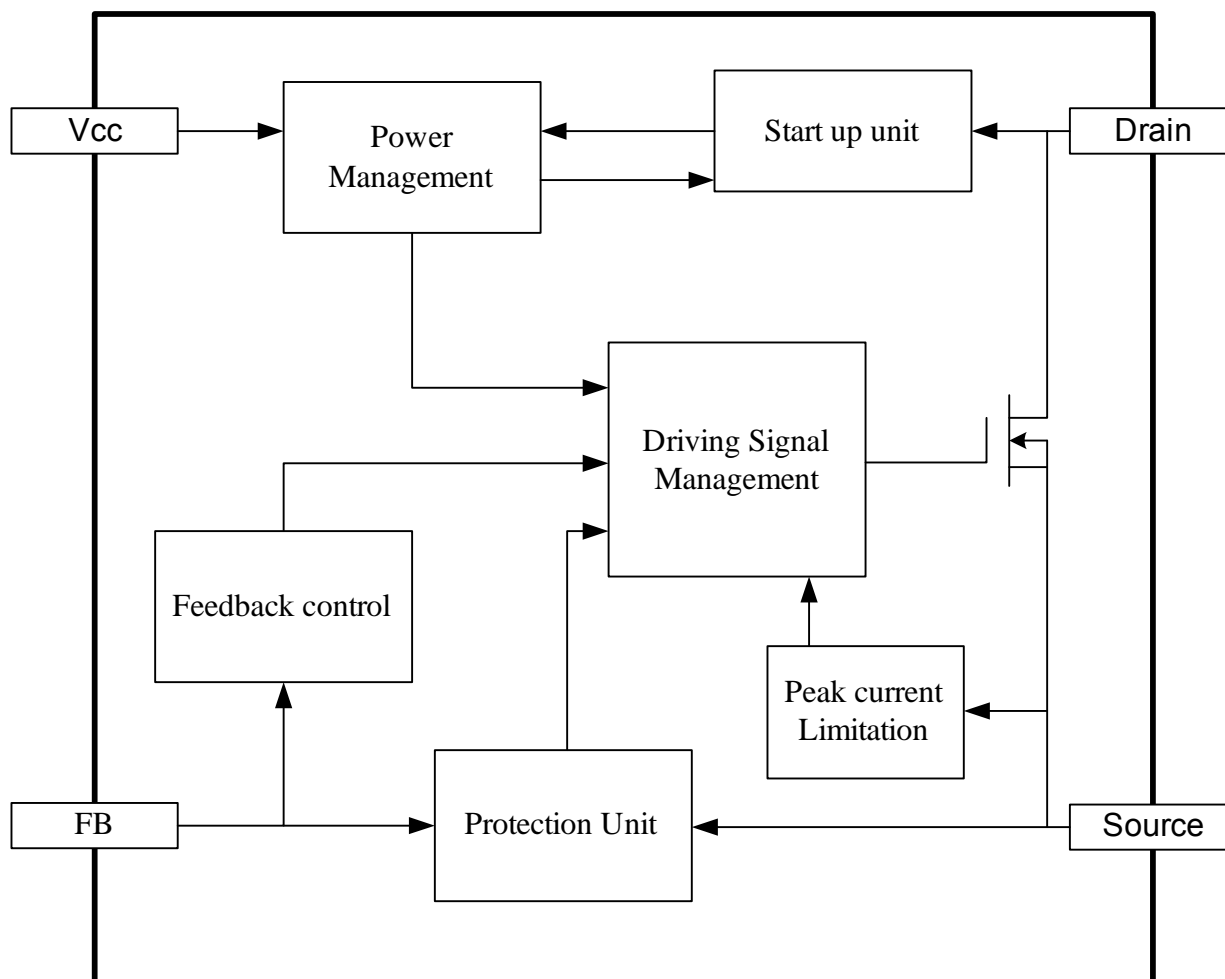 Vcc
Power
Management
Start up unit
Drain
Driving Signal
Management
Feedback control
Peak current
Limitation
FB
Protection Unit
Source